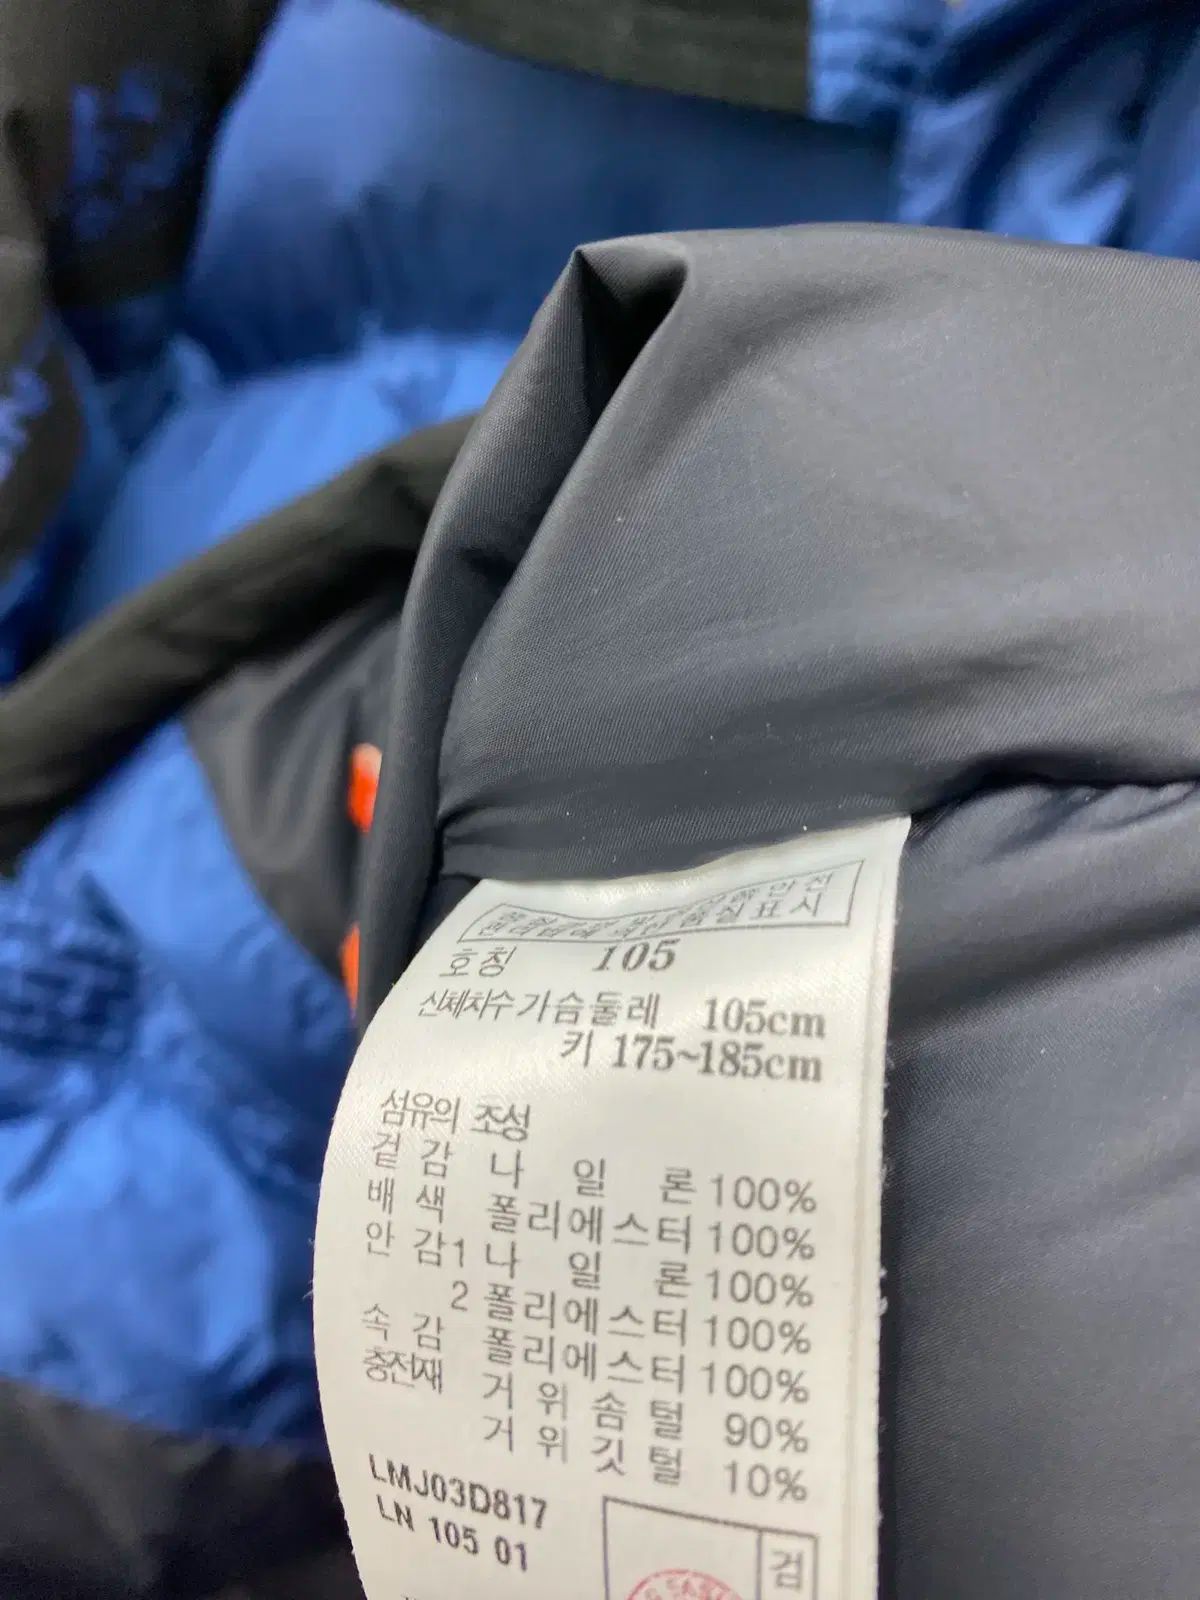 표시
호칭 105
신체치수 가슴둘레 105cm
키 175~185cm
섬유의 조성
겉감 나일론 100%
배색 폴리에스터 100%
안감1 나일론 100%
2 폴리에스터 100%
속감 폴리에스터 100%
충전재 거위솜털 90%
거위깃털 10%
LMJ03D817
LN 105 01
검